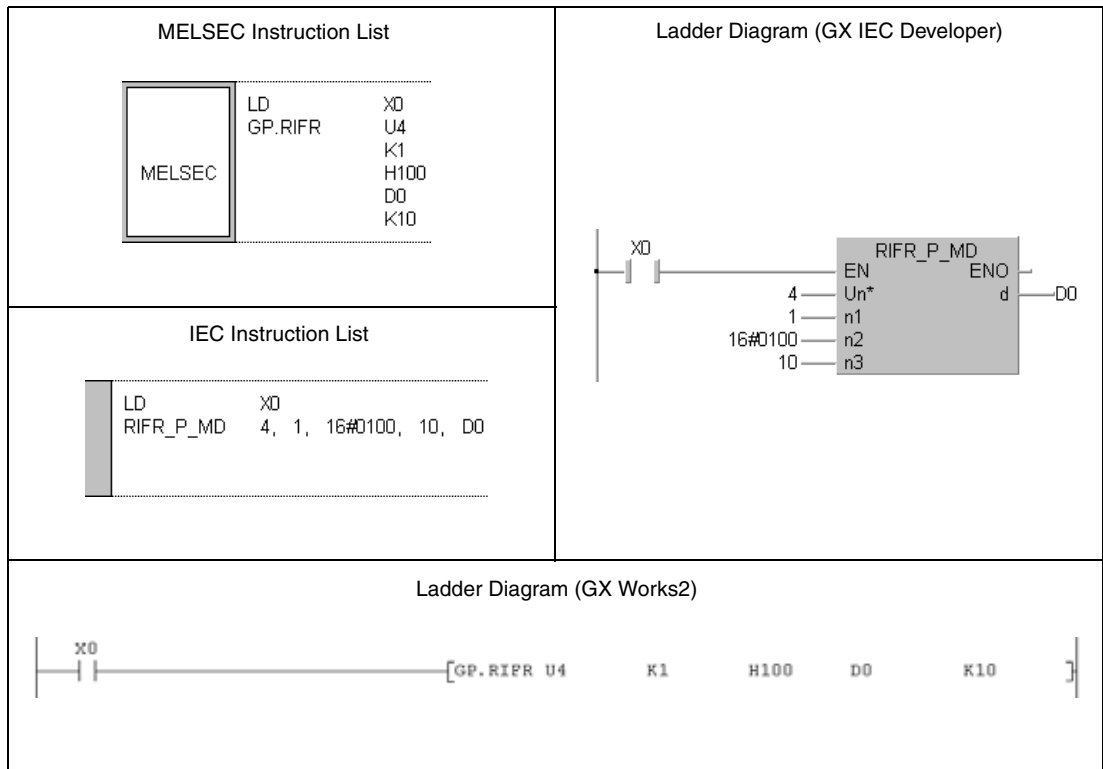 MELSEC Instruction List
MELSEC
LD X0
GP.RIFR U4
K1
H100
D0
K10
IEC Instruction List
LD X0
RIFR_P_MD 4, 1, 16#0100, 10, D0
Ladder Diagram (GX IEC Developer)
X0
RIFR_P_MD
EN ENO
4 Un* d D0
1 n1
16#0100 n2
10 n3
Ladder Diagram (GX Works2)
X0
[GP.RIFR U4 K1 H100 D0 K10 ]